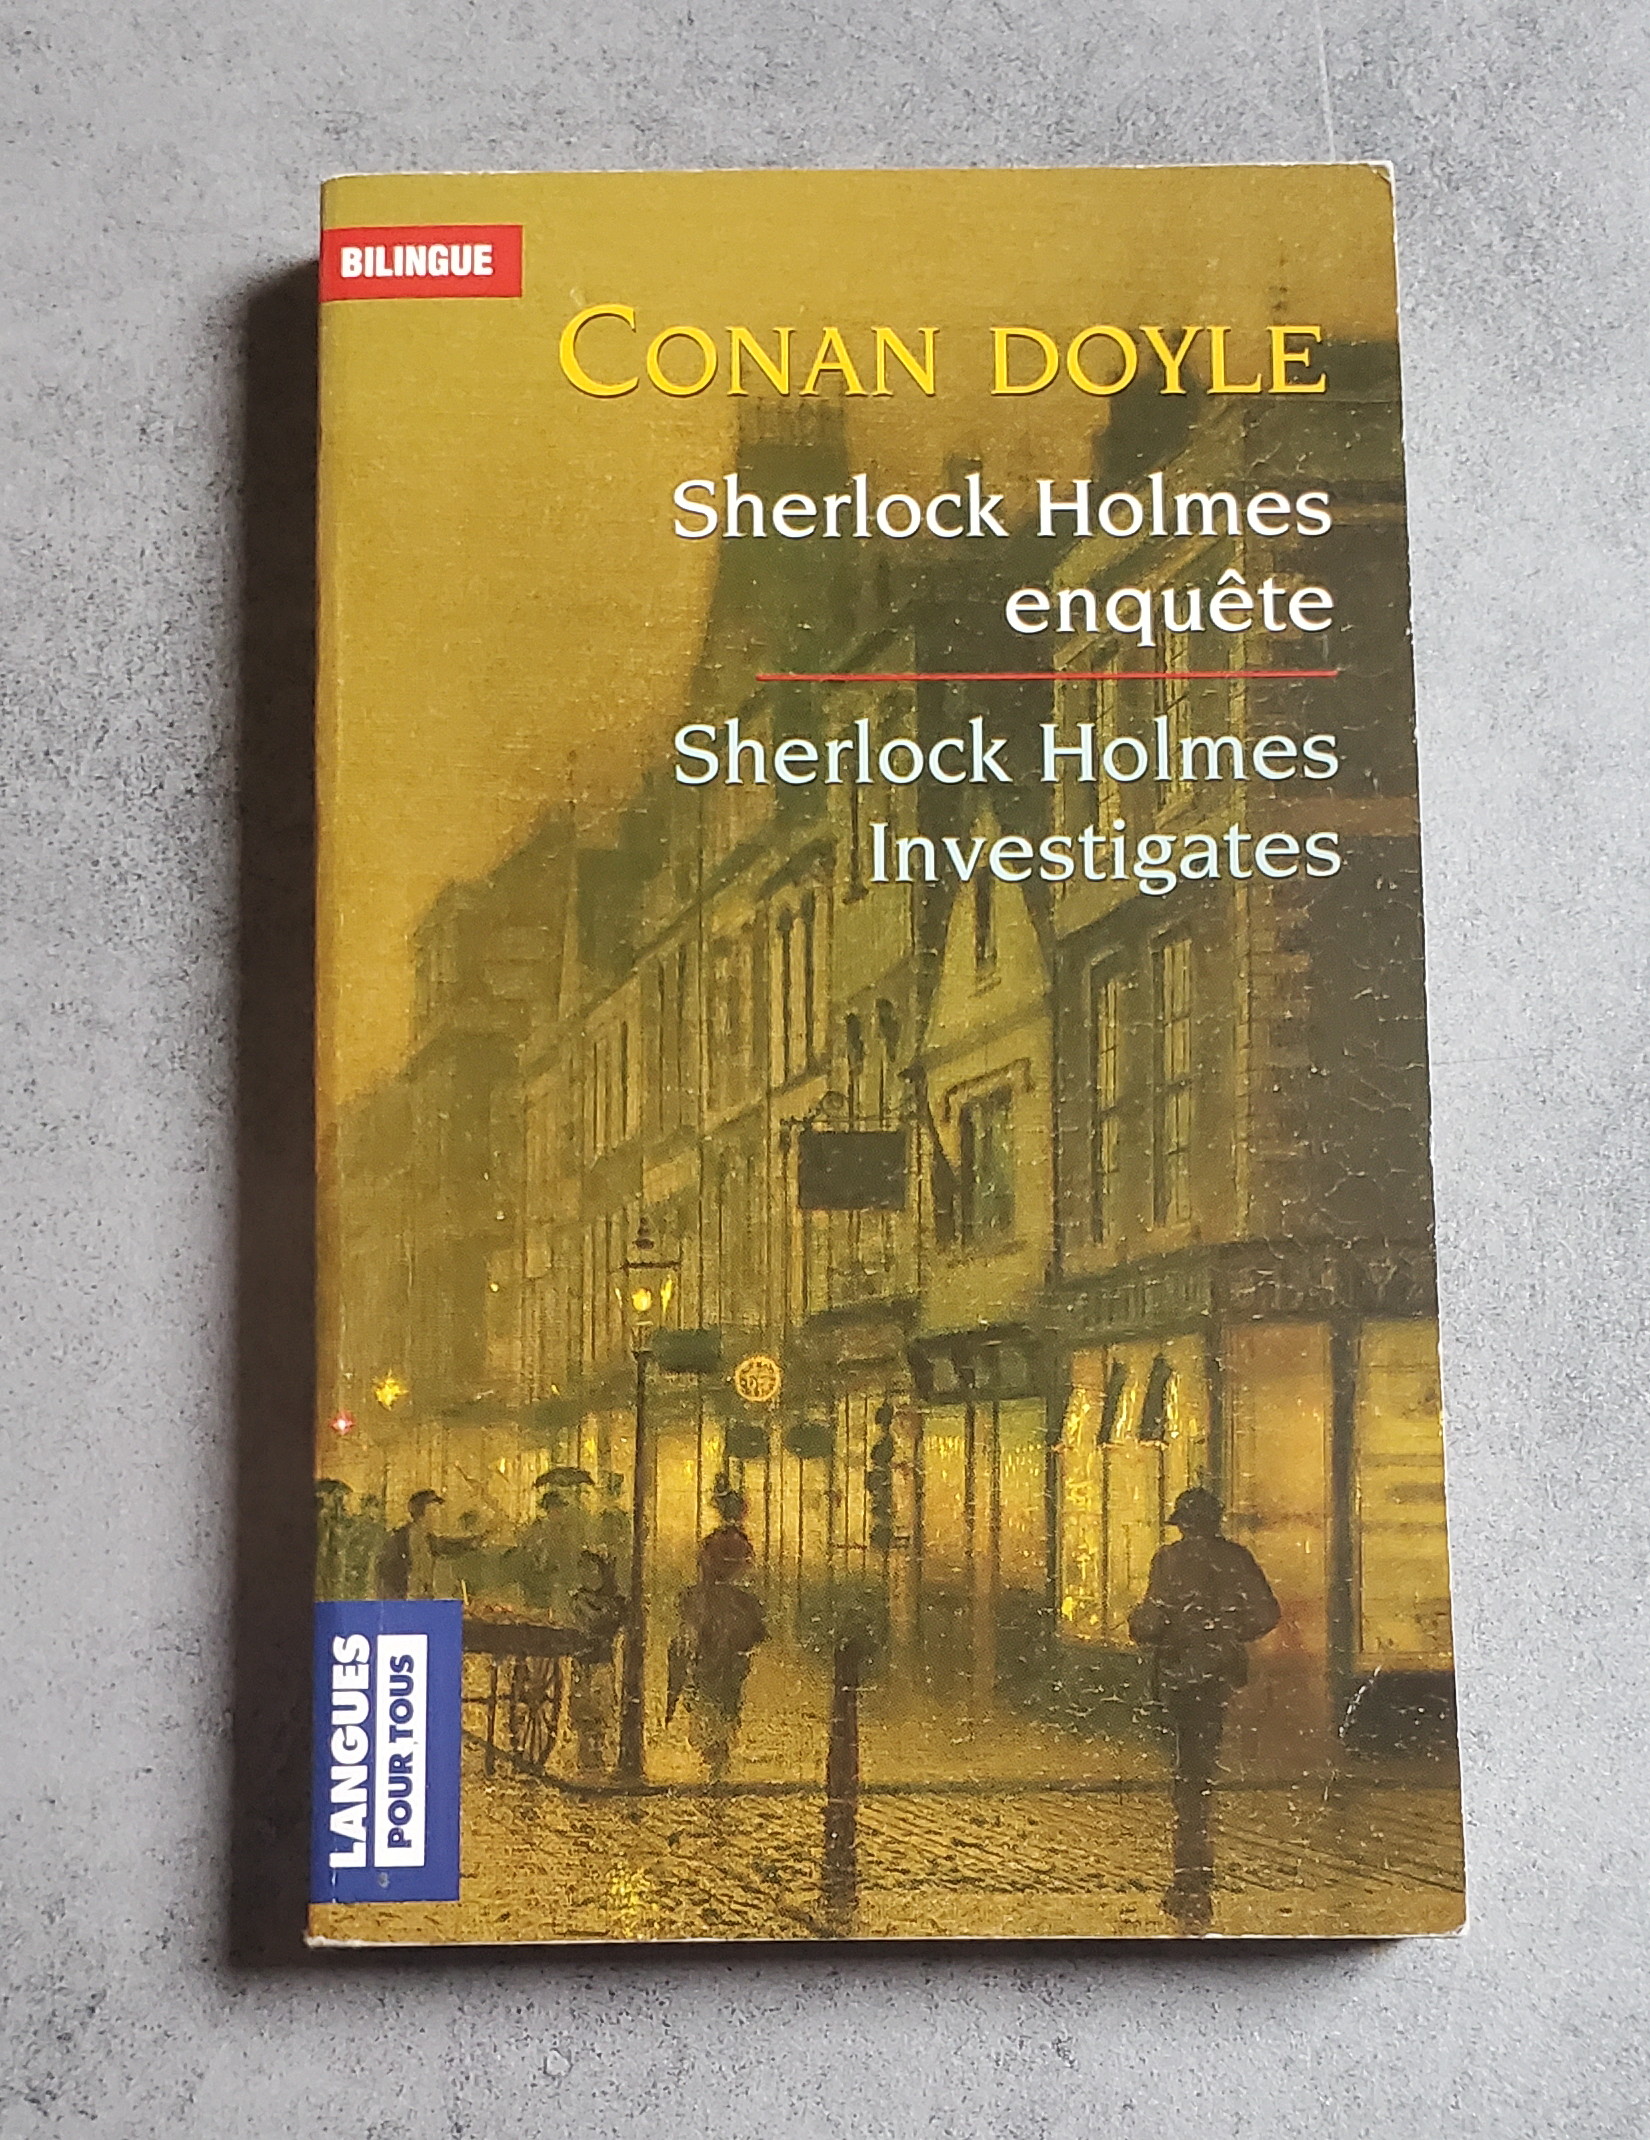 BILINGUE
CONAN DOYLE
Sherlock Holmes
enquête
Sherlock Holmes
Investigates
LANGUES
POUR TOUS